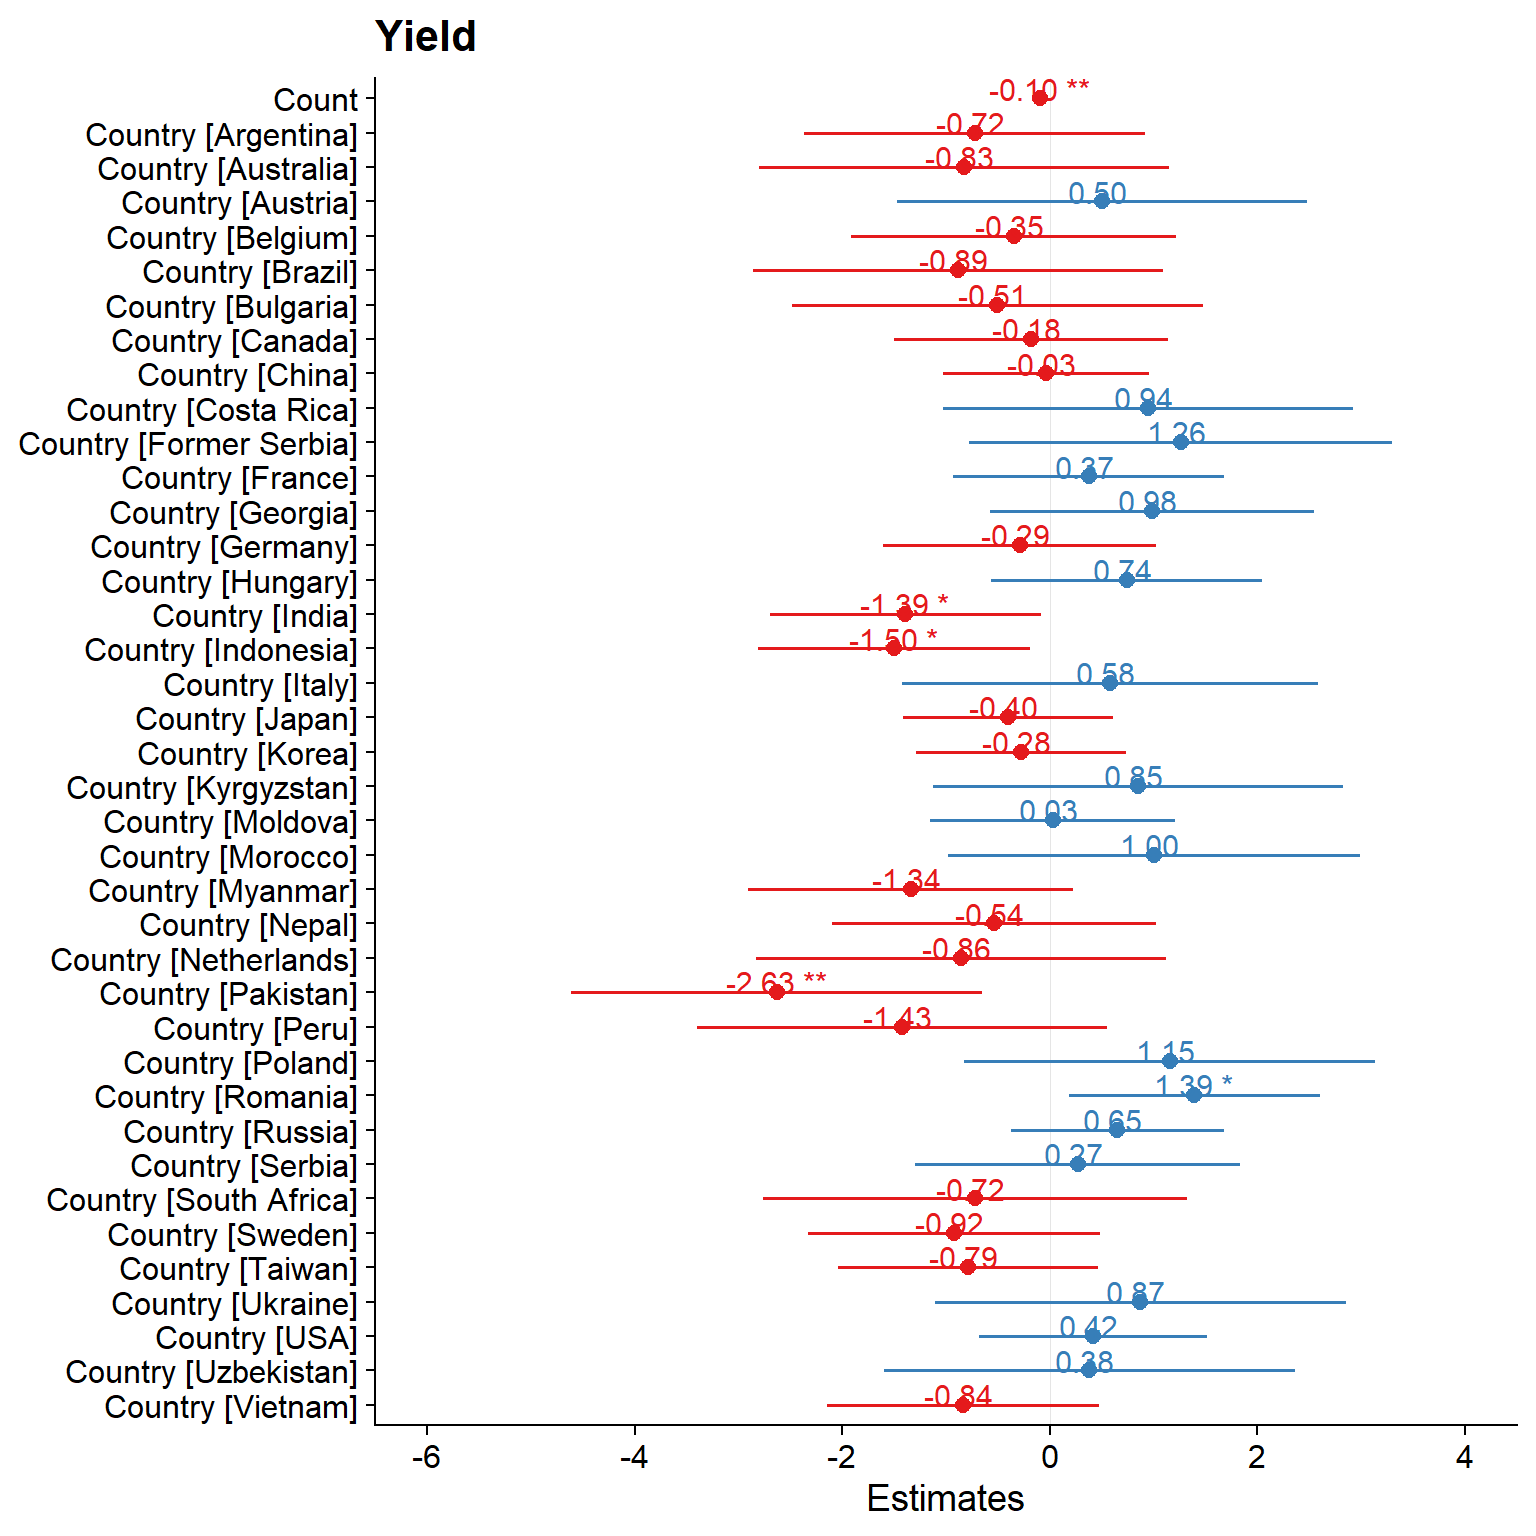 Yield
Count -0.10 **
Country [Argentina] -0.72
Country [Australia] -0.83
Country [Austria] 0.50
Country [Belgium] -0.35
Country [Brazil] -0.89
Country [Bulgaria] -0.51
Country [Canada] -0.18
Country [China] -0.03
Country [Costa Rica] 0.94
Country [Former Serbia] 1.26
Country [France] 0.37
Country [Georgia] 0.98
Country [Germany] -0.29
Country [Hungary] 0.74
Country [India] -1.39 *
Country [Indonesia] -1.50 *
Country [Italy] 0.58
Country [Japan] -0.40
Country [Korea] -0.28
Country [Kyrgyzstan] 0.85
Country [Moldova] 0.03
Country [Morocco] 1.00
Country [Myanmar] -1.34
Country [Nepal] -0.54
Country [Netherlands] -0.86
Country [Pakistan] -2.63 **
Country [Peru] -1.43
Country [Poland] 1.15
Country [Romania] 1.39 *
Country [Russia] 0.65
Country [Serbia] 0.27
Country [South Africa] -0.72
Country [Sweden] -0.92
Country [Taiwan] -0.79
Country [Ukraine] 0.87
Country [USA] 0.42
Country [Uzbekistan] 0.38
Country [Vietnam] -0.84
-6 -4 -2 0 2 4
Estimates